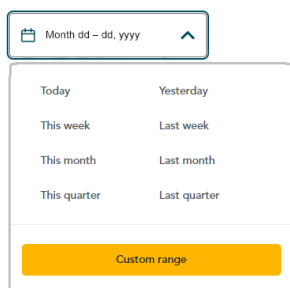 Month dd – dd, yyyy
Today Yesterday
This week Last week
This month Last month
This quarter Last quarter
Custom range